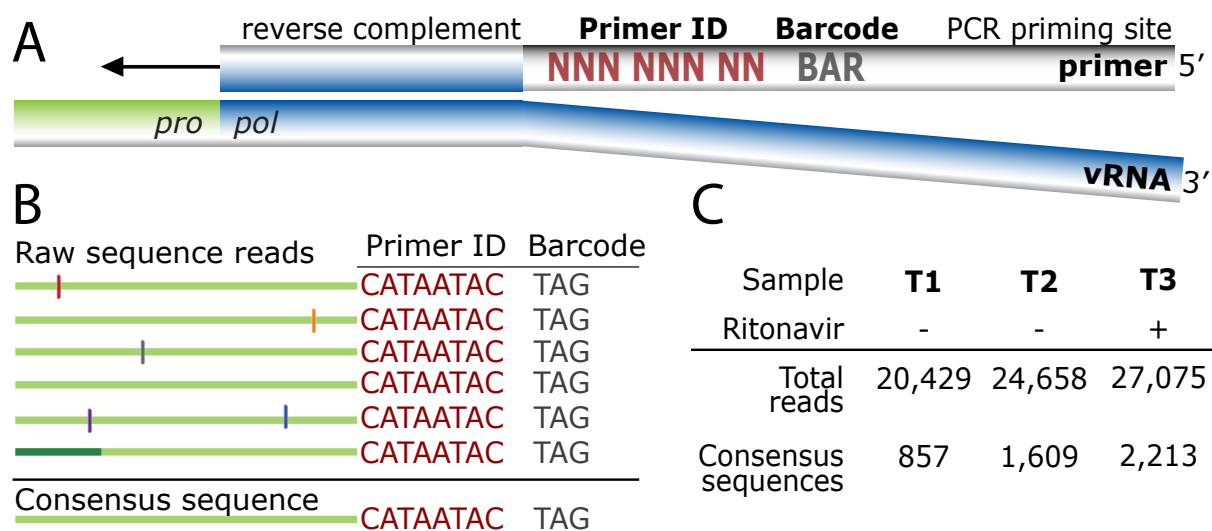 A
reverse complement Primer ID Barcode PCR priming site
NNN NNN NN BAR primer 5′
pro pol
vRNA 3′
B
Raw sequence reads Primer ID Barcode
CATAATAC TAG
CATAATAC TAG
CATAATAC TAG
CATAATAC TAG
CATAATAC TAG
CATAATAC TAG
Consensus sequence
CATAATAC TAG
C
Sample T1 T2 T3
Ritonavir - - +
Total reads 20,429 24,658 27,075
Consensus sequences 857 1,609 2,213